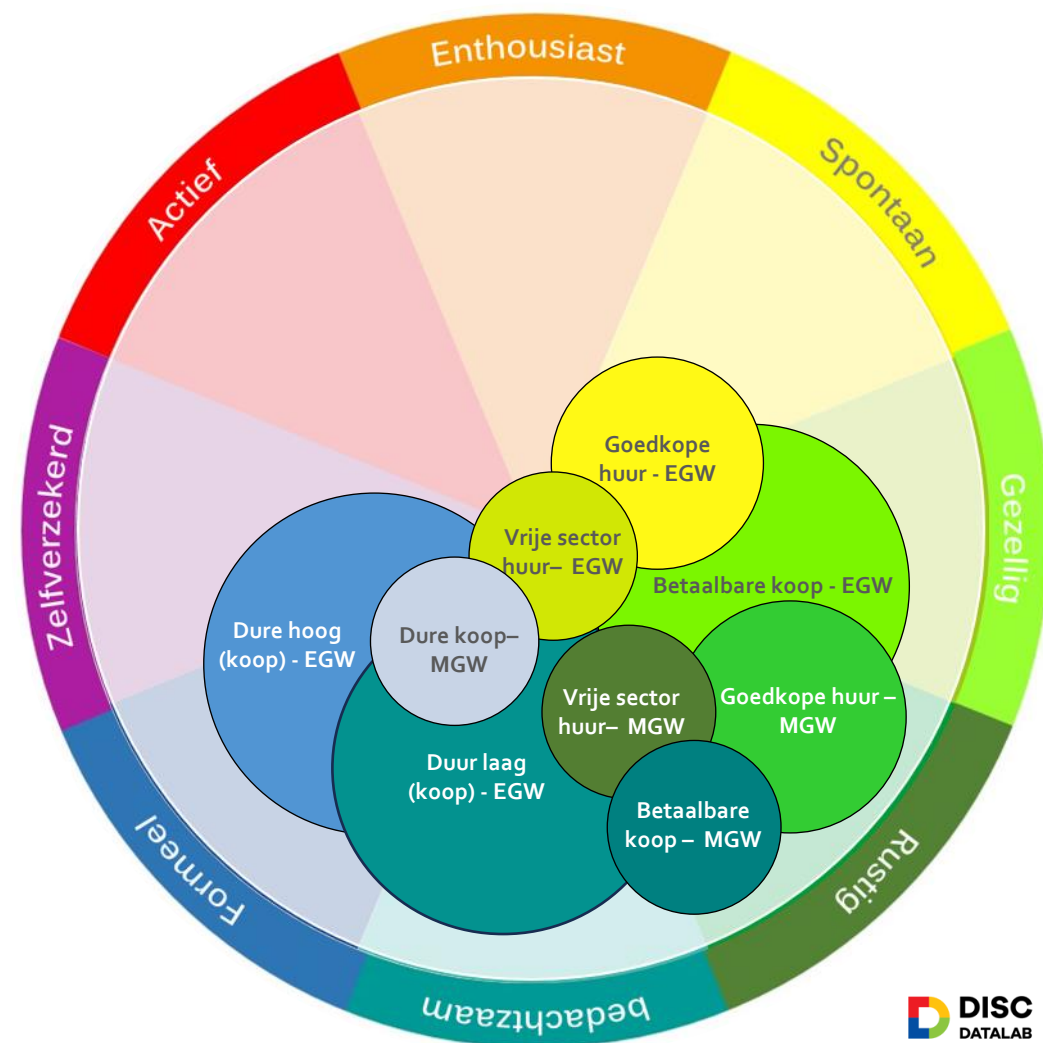 Enthousiast
Actief
Spontaan
Zelfverzekerd
Gezellig
Goedkope
huur - EGW
Vrije sector
huur– EGW
Betaalbare koop - EGW
Dure hoog
(koop) - EGW
Dure koop–
MGW
Vrije sector
huur– MGW
Goedkope huur –
MGW
Duur laag
(koop) - EGW
Betaalbare
koop – MGW
Formeel
Rustig
bedachtzaam
DISC
DATALAB